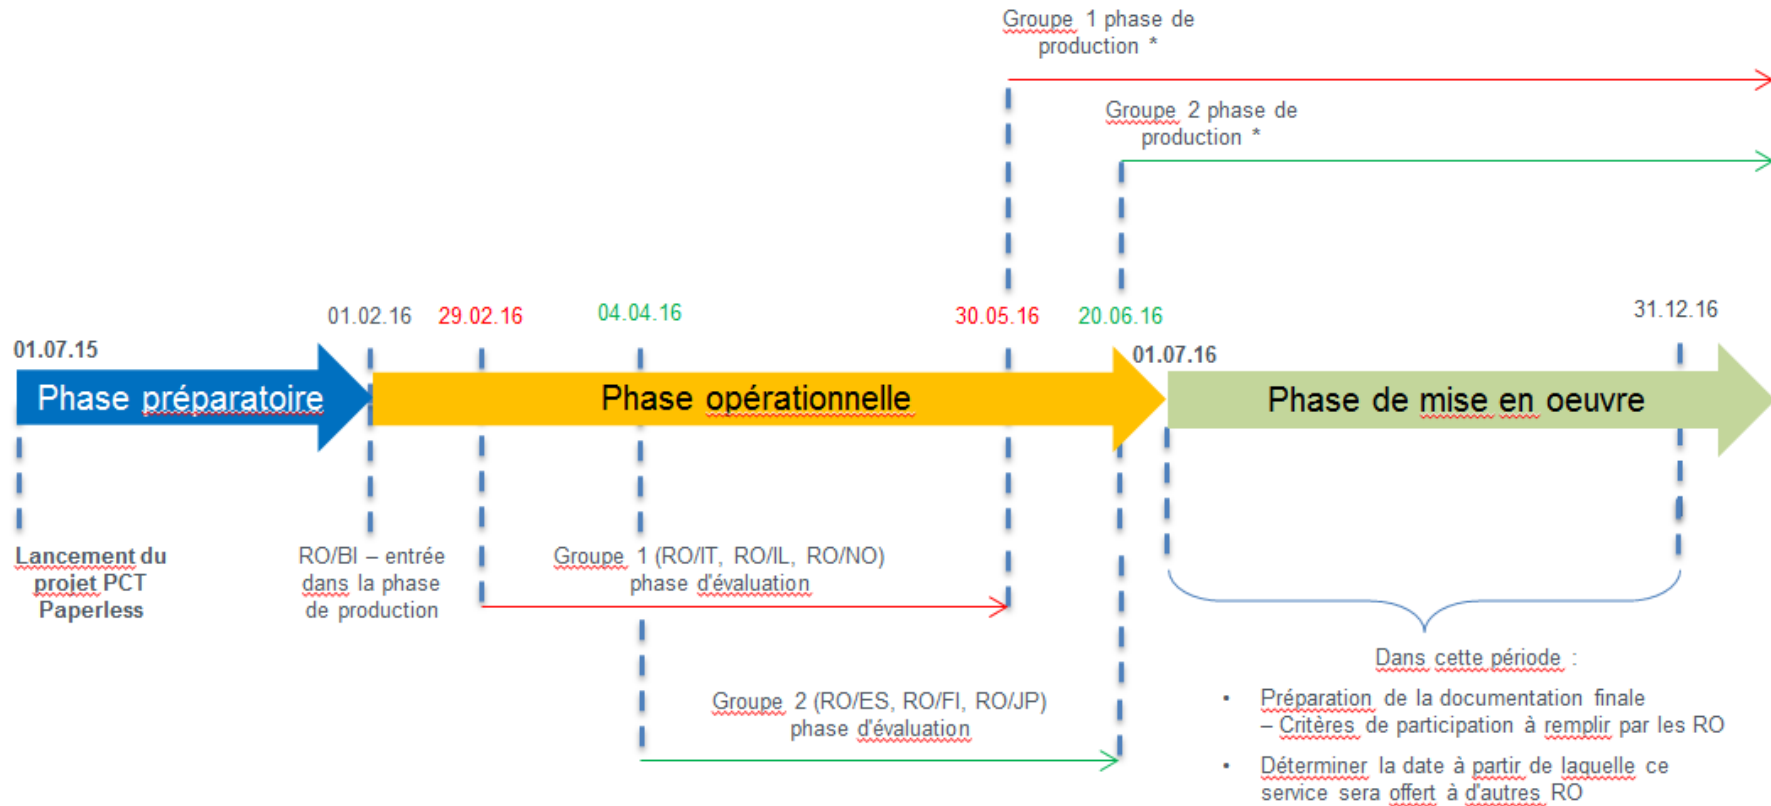 Groupe 1 phase de
production *
Groupe 2 phase de
production *
01.02.16
29.02.16
04.04.16
30.05.16
20.06.16
31.12.16
01.07.15
01.07.16
Phase préparatoire
Phase opérationnelle
Phase de mise en oeuvre
Lancement du
projet PCT
Paperless
RO/BI – entrée
dans la phase
de production
Groupe 1 (RO/IT, RO/IL, RO/NO)
phase d'évaluation
Groupe 2 (RO/ES, RO/FI, RO/JP)
phase d'évaluation
Dans cette période :
• Préparation de la documentation finale
– Critères de participation à remplir par les RO
• Déterminer la date à partir de laquelle ce
service sera offert à d'autres RO